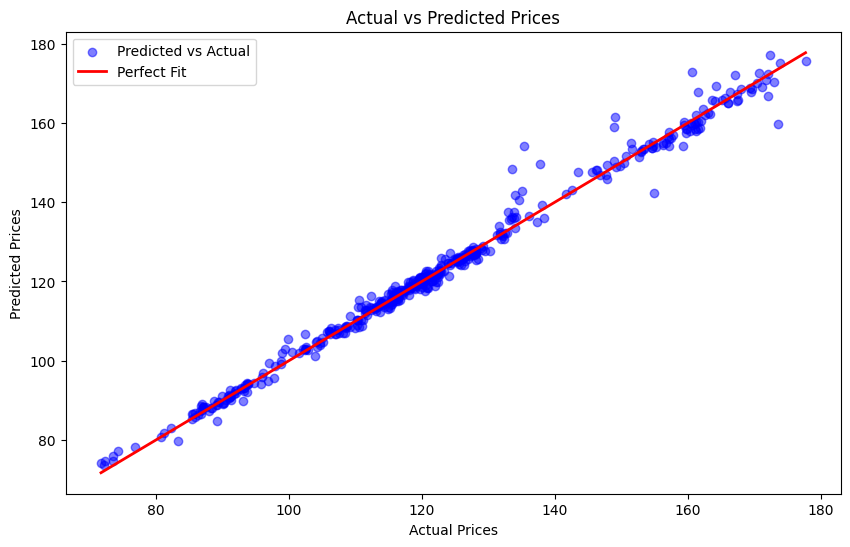 Actual vs Predicted Prices
Predicted vs Actual
Perfect Fit
180
160
140
120
100
80
Predicted Prices
80 100 120 140 160 180
Actual Prices